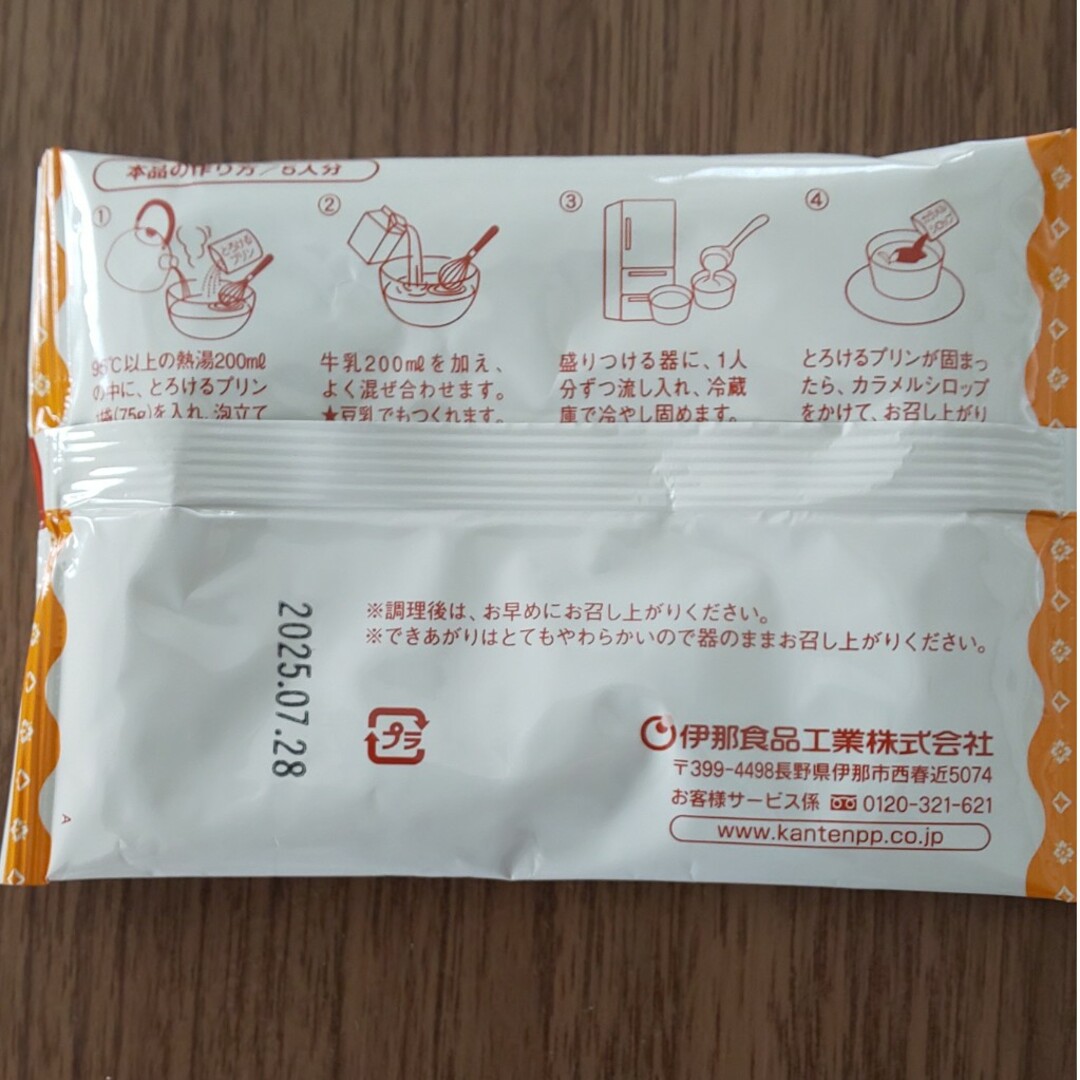 本品の作り方/5人分
①
とろける
プリン
95℃以上の熱湯200㎖
の中に、とろけるプリン
1袋(75g)を入れ、泡立て
②
牛乳200㎖を加え、
よく混ぜ合わせます。
★豆乳でもつくれます。
③
盛りつける器に、1人
分ずつ流し入れ、冷蔵
庫で冷やし固めます。
④
カラメル
シロップ
とろけるプリンが固まっ
たら、カラメルシロップ
をかけて、お召し上がり
2025.07.28
※調理後は、お早めにお召し上がりください。
※できあがりはとてもやわらかいので器のままお召し上がりください。
プラ
伊那食品工業株式会社
〒399-4498長野県伊那市西春近5074
お客様サービス係 0120-321-621
www.kantenpp.co.jp
A